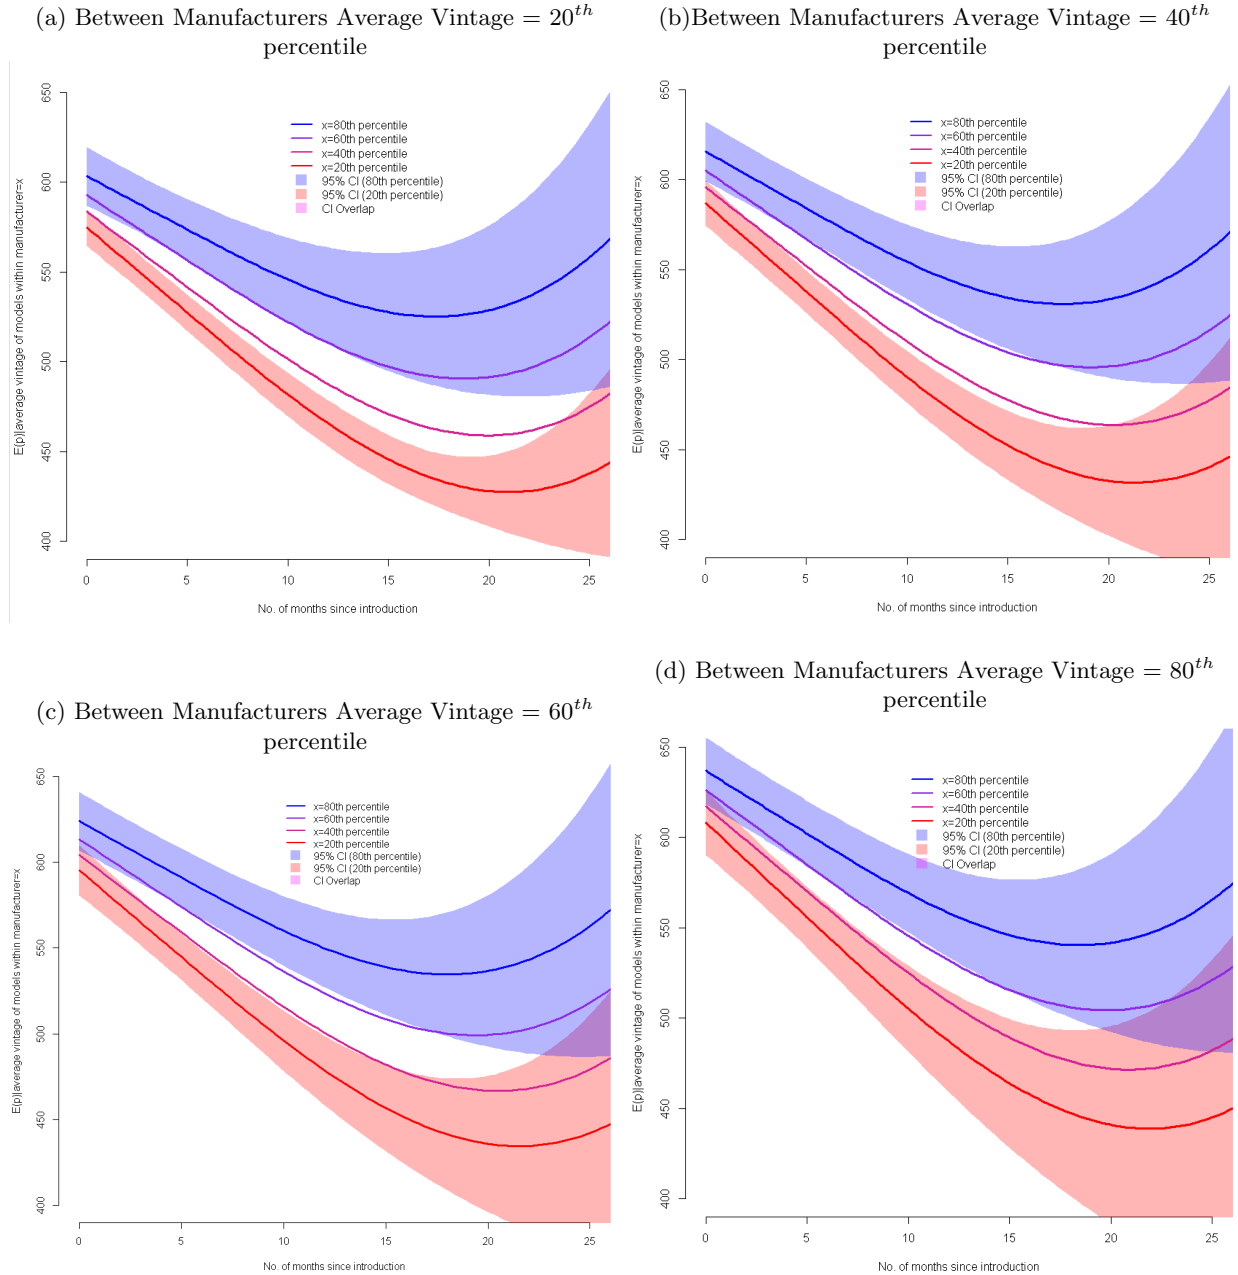 (a) Between Manufacturers Average Vintage = 20th
percentile
E(p)|average vintage of models within manufacturer=x
650
600
550
500
450
400
x=80th percentile
x=60th percentile
x=40th percentile
x=20th percentile
95% CI (80th percentile)
95% CI (20th percentile)
CI Overlap
0 5 10 15 20 25
No. of months since introduction
(b)Between Manufacturers Average Vintage = 40th
percentile
E(p)|average vintage of models within manufacturer=x
650
600
550
500
450
400
x=80th percentile
x=60th percentile
x=40th percentile
x=20th percentile
95% CI (80th percentile)
95% CI (20th percentile)
CI Overlap
0 5 10 15 20 25
No. of months since introduction
(c) Between Manufacturers Average Vintage = 60th
percentile
E(p)|average vintage of models within manufacturer=x
650
600
550
500
450
400
x=80th percentile
x=60th percentile
x=40th percentile
x=20th percentile
95% CI (80th percentile)
95% CI (20th percentile)
CI Overlap
0 5 10 15 20 25
No. of months since introduction
(d) Between Manufacturers Average Vintage = 80th
percentile
E(p)|average vintage of models within manufacturer=x
650
600
550
500
450
400
x=80th percentile
x=60th percentile
x=40th percentile
x=20th percentile
95% CI (80th percentile)
95% CI (20th percentile)
CI Overlap
0 5 10 15 20 25
No. of months since introduction